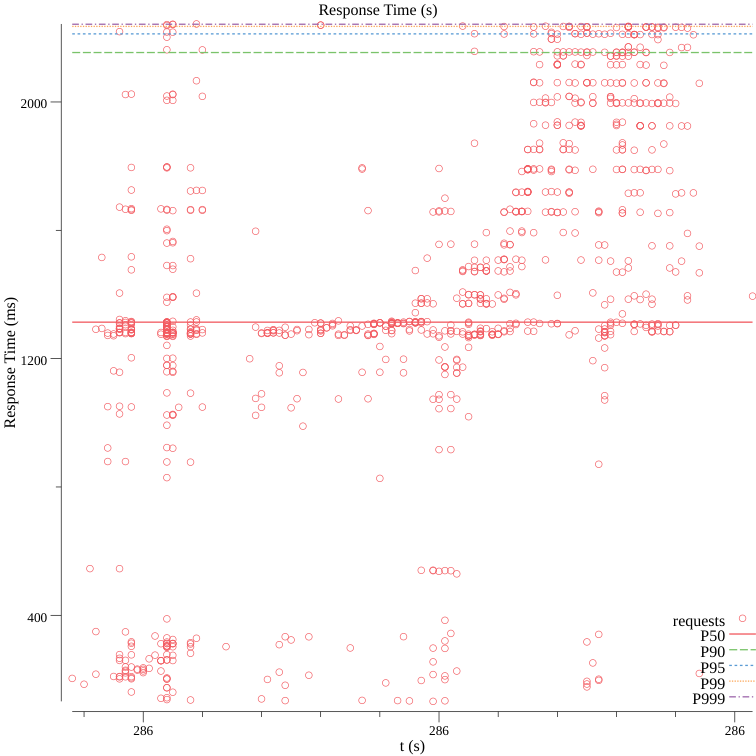 Response Time (s)
2000
1200
400
Response Time (ms)
requests
P50
P90
P95
P99
P999
286
286
286
t (s)